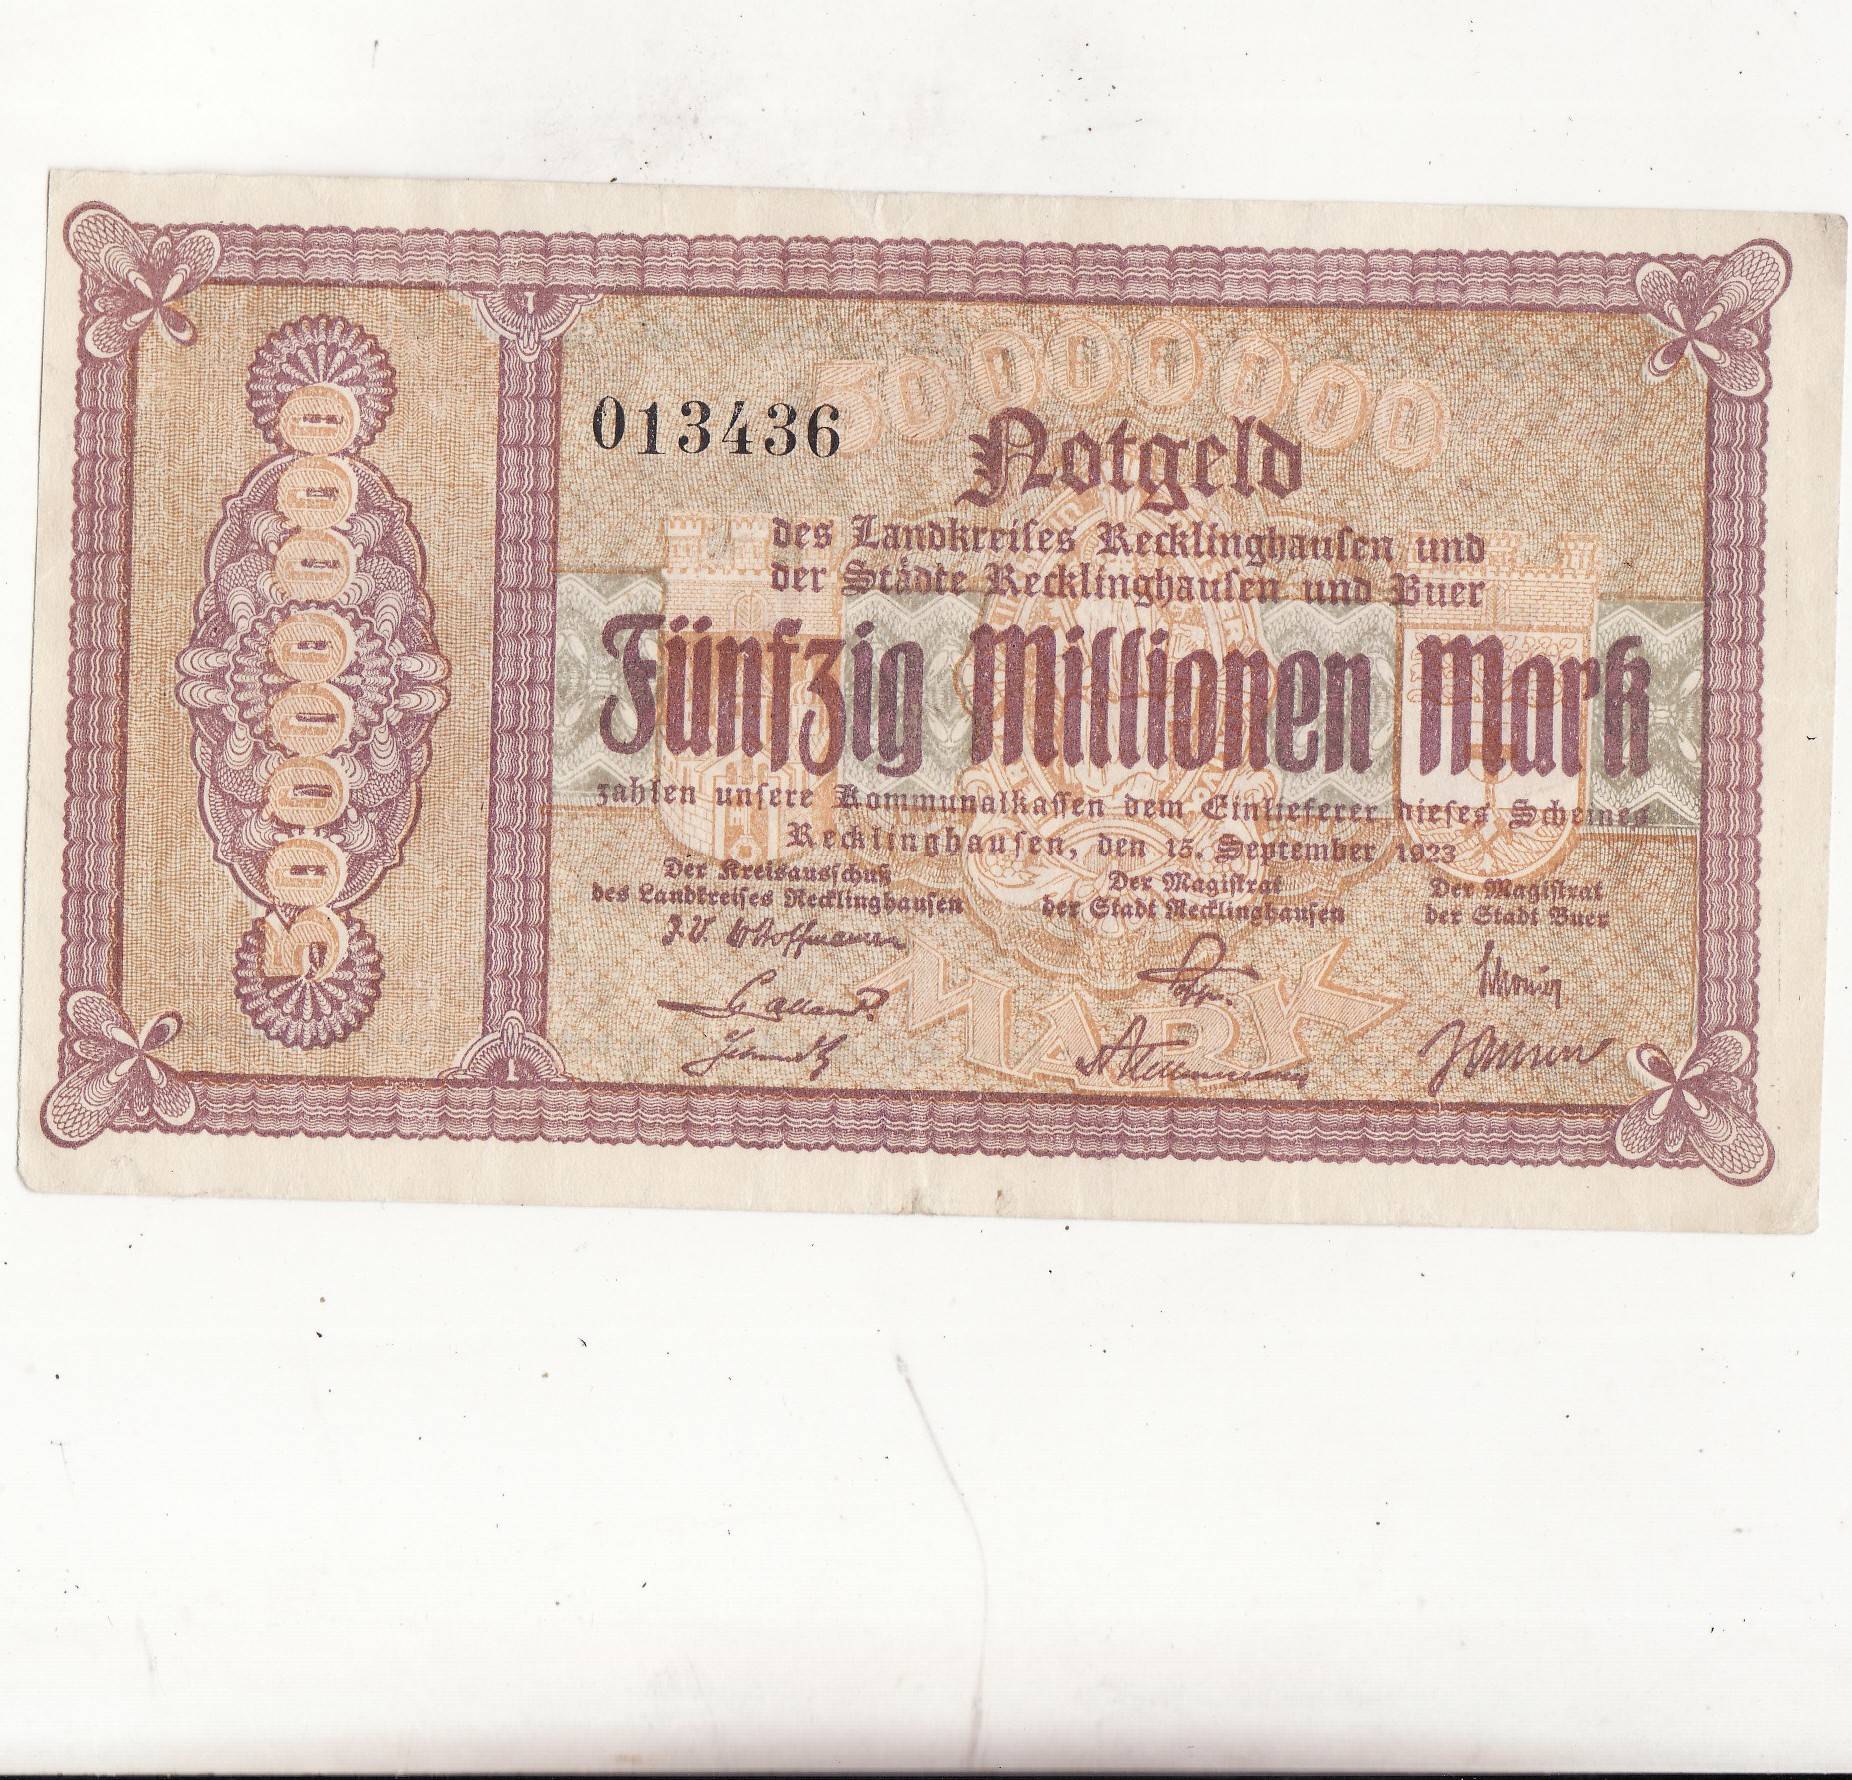 50000000
50000000
013436
Notgeld
des Landkreises Recklinghausen und
der Städte Recklinghausen und Buer
Fünfzig Millionen Mark
zahlen unsere Kommunalkassen dem Einlieferer dieses Scheines
Recklinghausen, den 15. September 1923
Der Kreisausschuß
des Landkreises Recklinghausen
Der Magistrat
der Stadt Recklinghausen
Der Magistrat
der Stadt Buer
J.V.
MARK